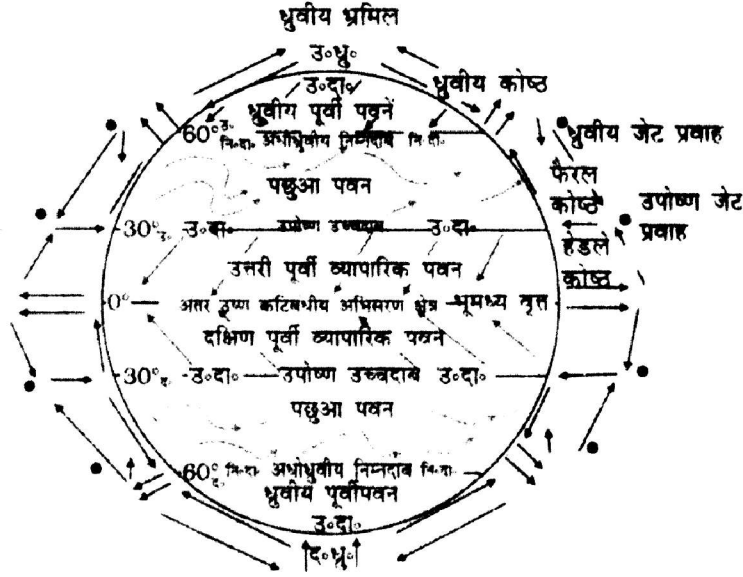 ध्रुवीय भ्रमिल
उ॰ध्रु॰
उ॰दा॰
ध्रुवीय कोष्ठ
ध्रुवीय पूर्वी पवनें
60° उ॰
नि॰दा॰ अधोध्रुवीय निम्नदाब नि॰दा॰
ध्रुवीय जेट प्रवाह
पछुआ पवन
फैरल
कोष्ठ
उपोष्ण जेट
प्रवाह
30° उ॰ उ॰दा॰ उपोष्ण उच्चदाब उ॰दा॰
हेडले
कोष्ठ
उत्तरी पूर्वी व्यापारिक पवन
0° अंतर उष्ण कटिबंधीय अभिसरण क्षेत्र भूमध्य वृत्त
दक्षिण पूर्वी व्यापारिक पवनें
30° द॰ उ॰दा॰ उपोष्ण उच्चदाब उ॰दा॰
पछुआ पवन
60° द॰ नि॰दा॰ अधोध्रुवीय निम्नदाब नि॰दा॰
ध्रुवीय पूर्वीपवन
उ॰दा॰
द॰ध्रु॰